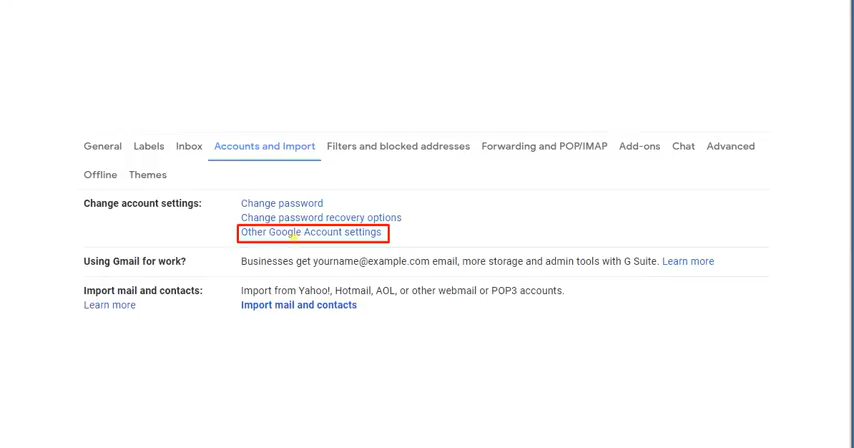 General Labels Inbox Accounts and Import Filters and blocked addresses Forwarding and POP/IMAP Add-ons Chat Advanced
Offline Themes
Change account settings: Change password
Change password recovery options
Other Google Account settings
Using Gmail for work? Businesses get yourname@example.com email, more storage and admin tools with G Suite. Learn more
Import mail and contacts: Import from Yahoo!, Hotmail, AOL, or other webmail or POP3 accounts.
Learn more Import mail and contacts